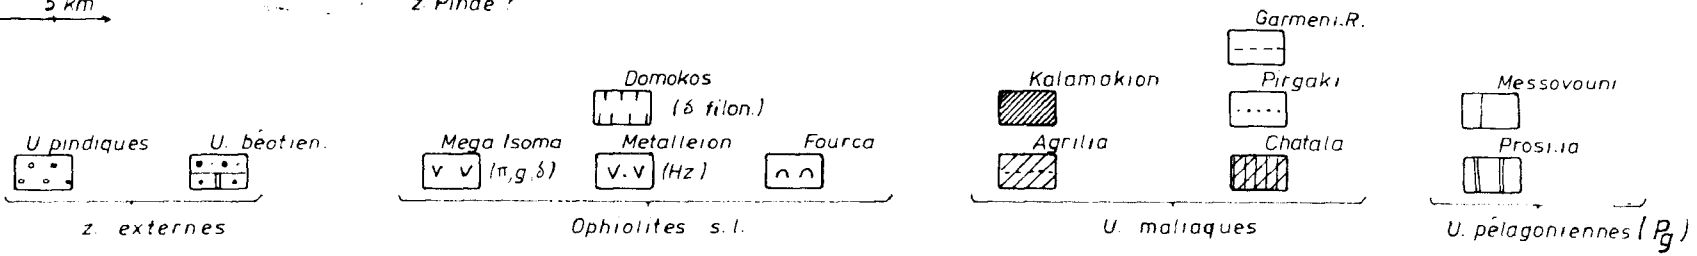 5 km
z. Pinde ?
Garmeni.R.
Domokos
(δ filon.)
Kalamakion
Pirgaki
Messovouni
U pindiques
U. béotien.
Mega Isoma
(π,g,δ)
Metalleion
(Hz)
Fourca
Agrilia
Chatala
Prosilia
z. externes
Ophiolites s.l.
U. maliaques
U. pélagoniennes (Pg)